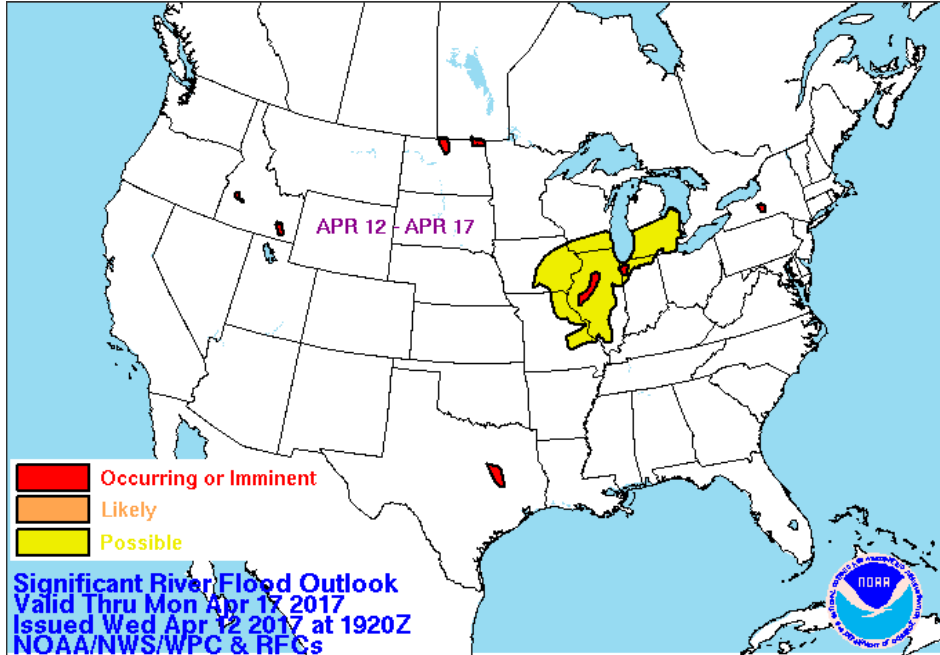 APR 12 - APR 17
Occurring or Imminent
Likely
Possible
Significant River Flood Outlook
Valid Thru Mon Apr 17 2017
Issued Wed Apr 12 2017 at 1920Z
NOAA/NWS/WPC & RFCs
NOAA